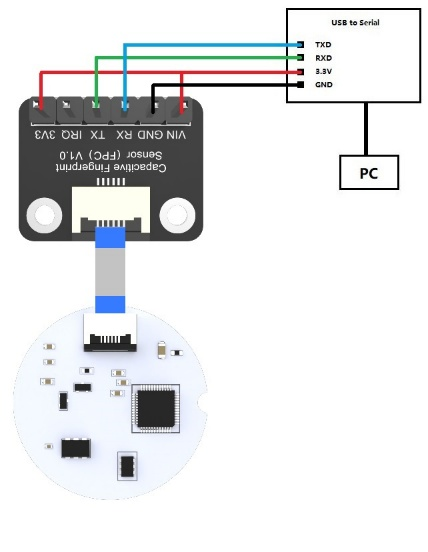 USB to Serial
TXD
RXD
3.3V
GND
PC
3V3 IRQ TX RX GND VIN
Capacitive Fingerprint
Sensor (FPC) V1.0